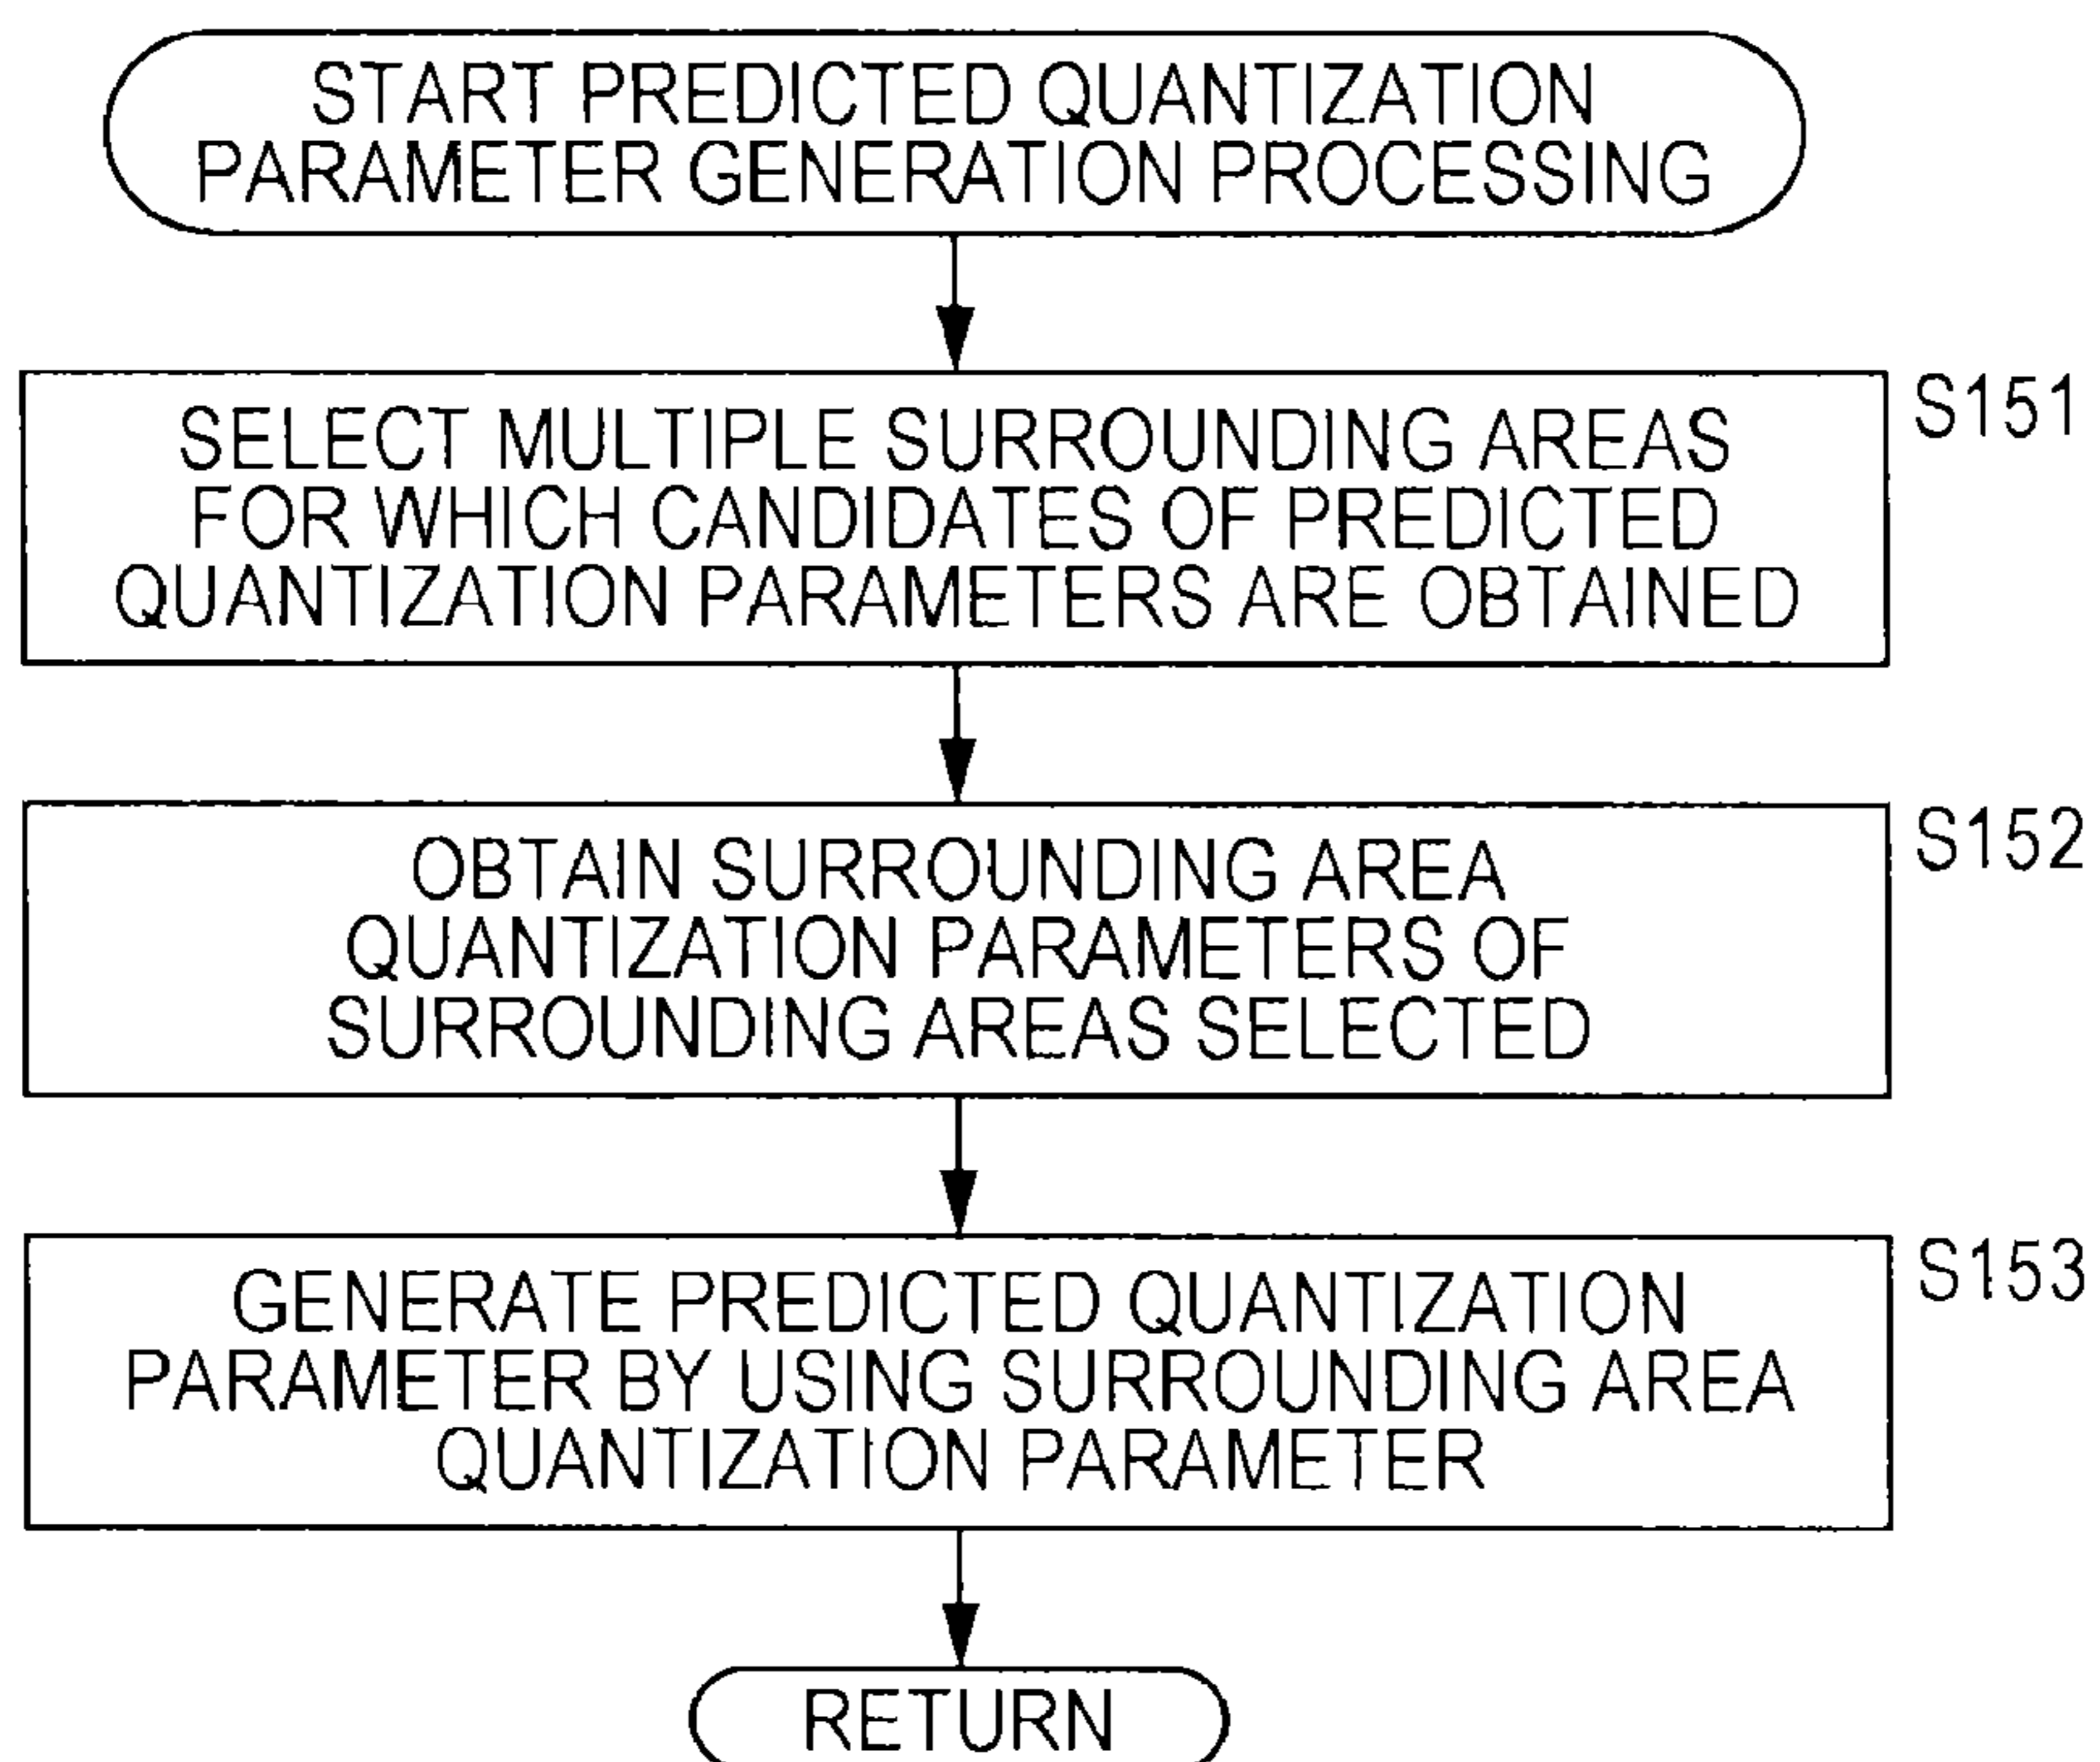 START PREDICTED QUANTIZATION
PARAMETER GENERATION PROCESSING
SELECT MULTIPLE SURROUNDING AREAS
FOR WHICH CANDIDATES OF PREDICTED
QUANTIZATION PARAMETERS ARE OBTAINED
S151
OBTAIN SURROUNDING AREA
QUANTIZATION PARAMETERS OF
SURROUNDING AREAS SELECTED
S152
GENERATE PREDICTED QUANTIZATION
PARAMETER BY USING SURROUNDING AREA
QUANTIZATION PARAMETER
S153
RETURN